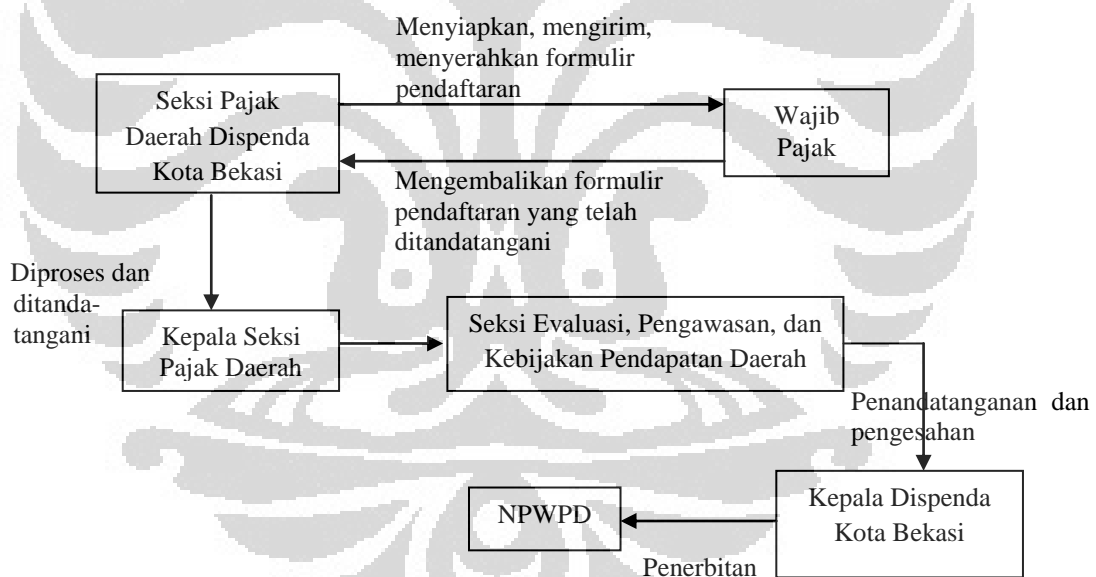 Menyiapkan, mengirim,
menyerahkan formulir
pendaftaran
Seksi Pajak
Daerah Dispenda
Kota Bekasi
Wajib
Pajak
Mengembalikan formulir
pendaftaran yang telah
ditandatangani
Diproses dan
ditanda-
tangani
Kepala Seksi
Pajak Daerah
Seksi Evaluasi, Pengawasan, dan
Kebijakan Pendapatan Daerah
Penandatanganan dan
pengesahan
Kepala Dispenda
Kota Bekasi
NPWPD
Penerbitan